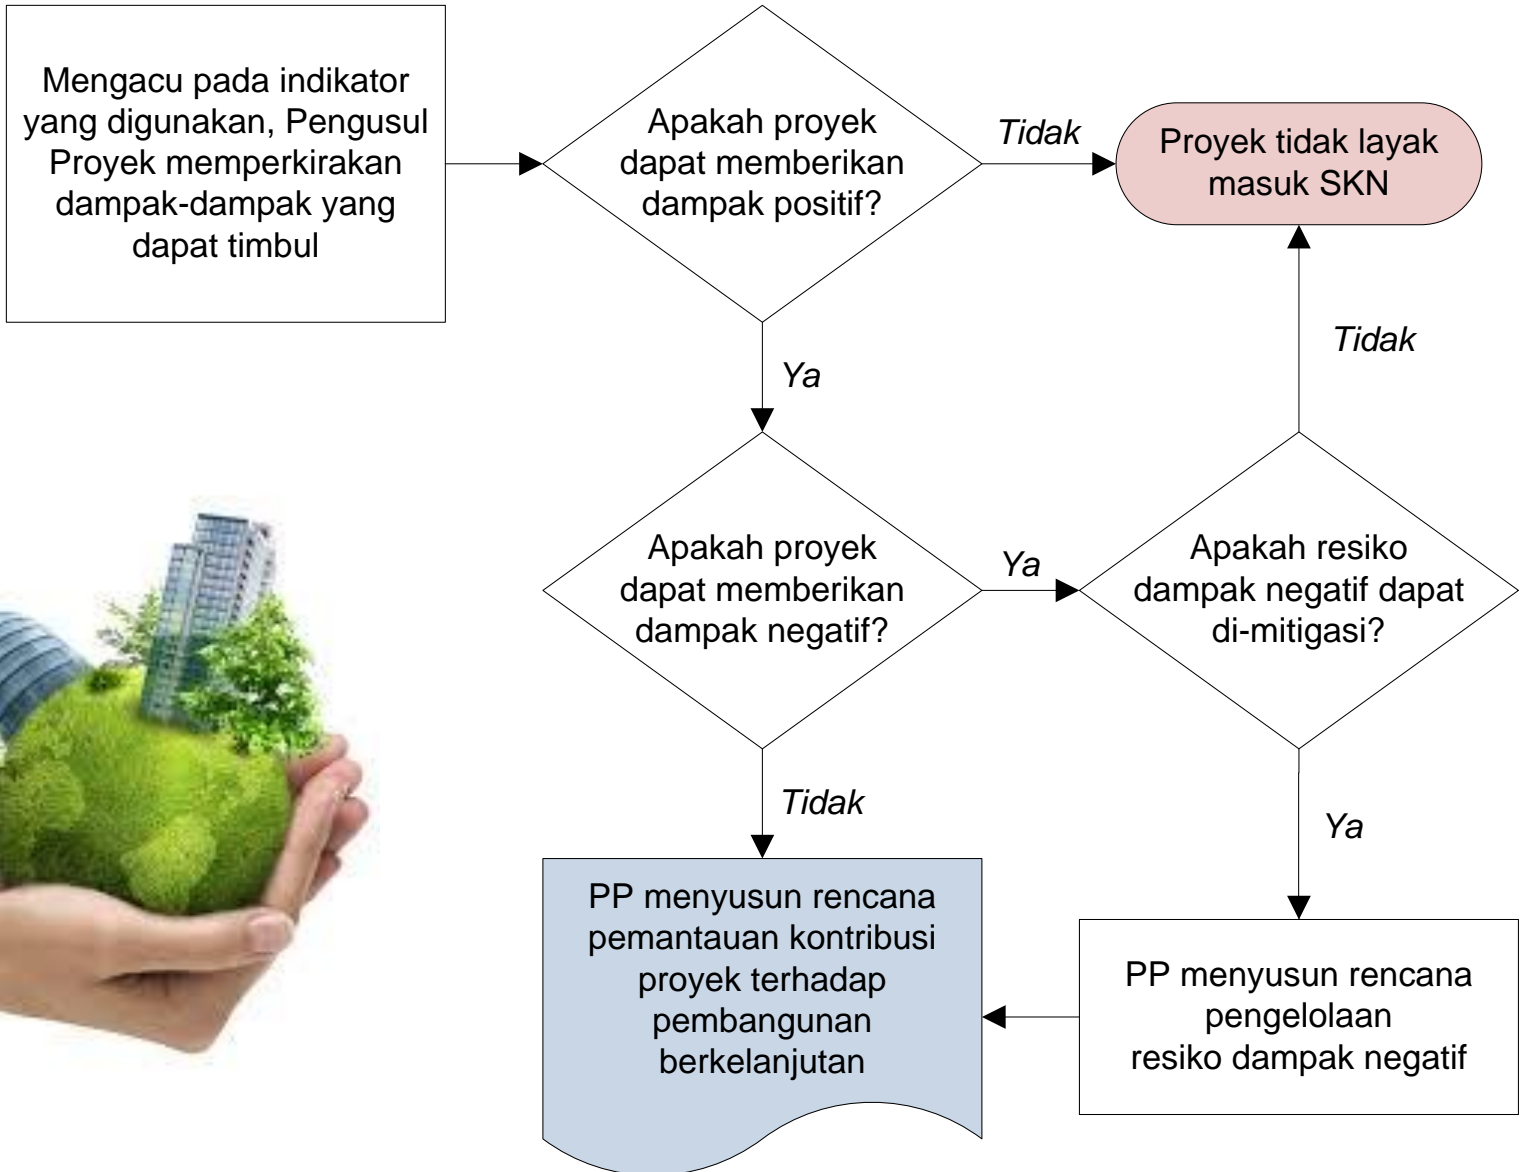 Mengacu pada indikator
yang digunakan, Pengusul
Proyek memperkirakan
dampak-dampak yang
dapat timbul
Apakah proyek
dapat memberikan
dampak positif?
Tidak
Proyek tidak layak
masuk SKN
Ya
Tidak
Apakah proyek
dapat memberikan
dampak negatif?
Ya
Apakah resiko
dampak negatif dapat
di-mitigasi?
Tidak
Ya
PP menyusun rencana
pemantauan kontribusi
proyek terhadap
pembangunan
berkelanjutan
PP menyusun rencana
pengelolaan
resiko dampak negatif